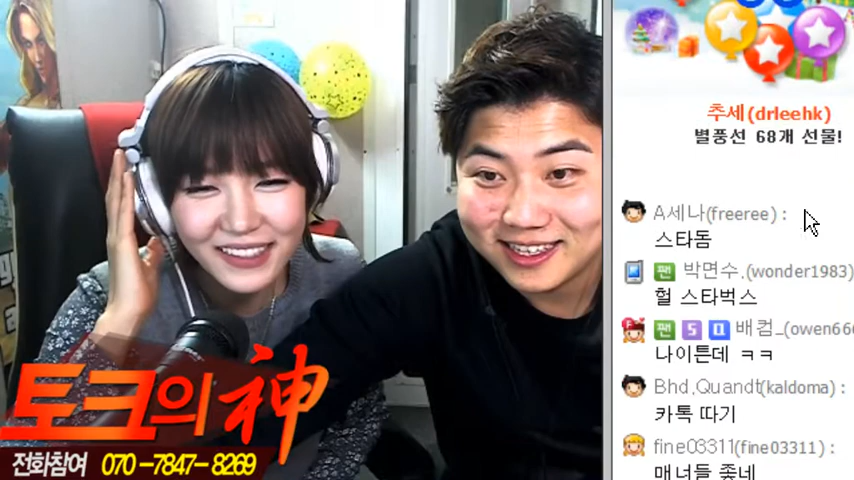 토크의 神
전화참여 070-7847-8269
추세(drleehk)
별풍선 68개 선물!
A세나(freeree) :
스타돔
팬 박면수.(wonder1983)
헐 스타벅스
팬 S 배컴_(owen666
나이튼데 ㅋㅋ
Bhd.Quandt(kaldoma) :
카톡 따기
fine03311(fine03311) :
매너들 좋네